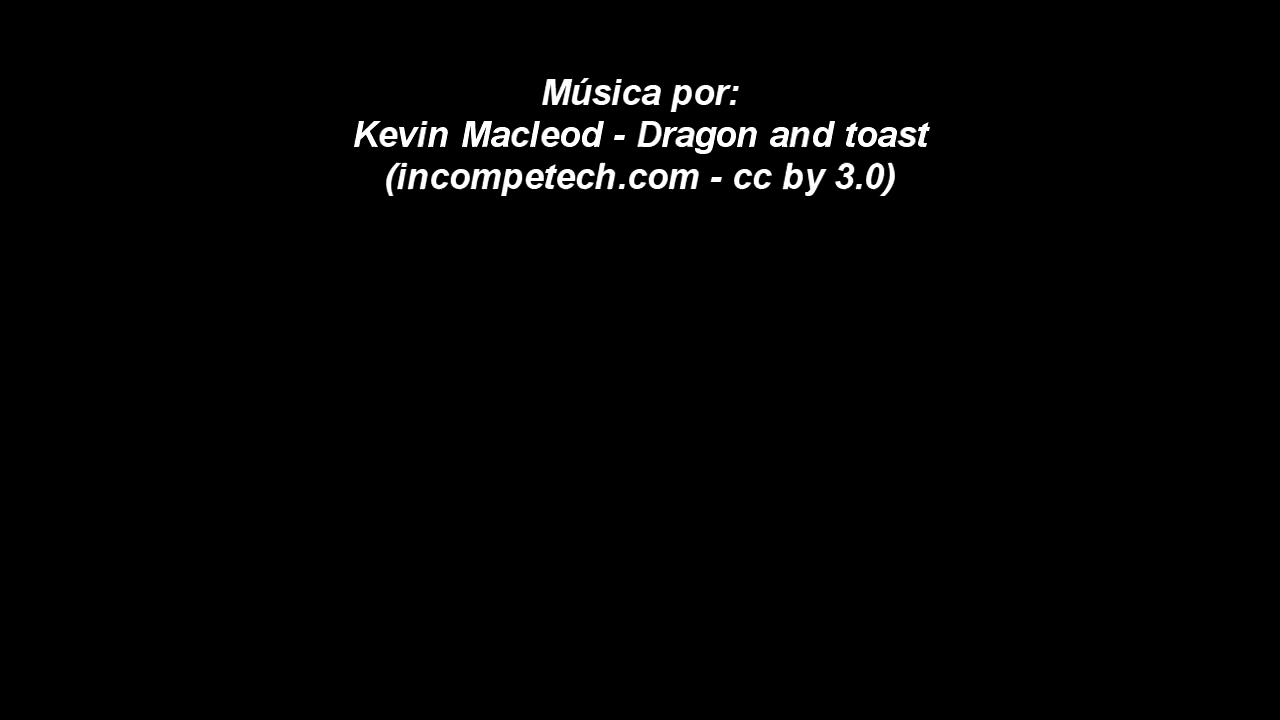 Música por:
Kevin Macleod - Dragon and toast
(incompetech.com - cc by 3.0)